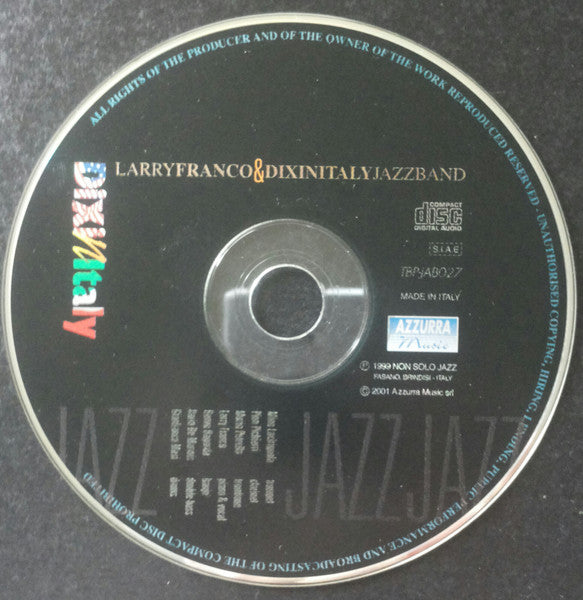 ALL RIGHTS OF THE PRODUCER AND OF THE OWNER OF THE WORK REPRODUCED RESERVED - UNAUTHORISED COPYING, HIRING, LENDING, PUBLIC PERFORMANCE AND BROADCASTING OF THE COMPACT DISC PROHIBITED
LARRYFRANCO&DIXINITALYJAZZBAND
DiXiNItaly
COMPACT
disc
DIGITAL AUDIO
S.I.A.E
TBPJAB027
MADE IN ITALY
AZZURRA
Music
℗ 1999 NON SOLO JAZZ
FASANO, BRINDISI - ITALY
© 2001 Azzurra Music srl
JAZZ JAZZJAZZ
trumpet
clarinet
trombone
Larry Franco piano & vocal
banjo
double-bass
drums